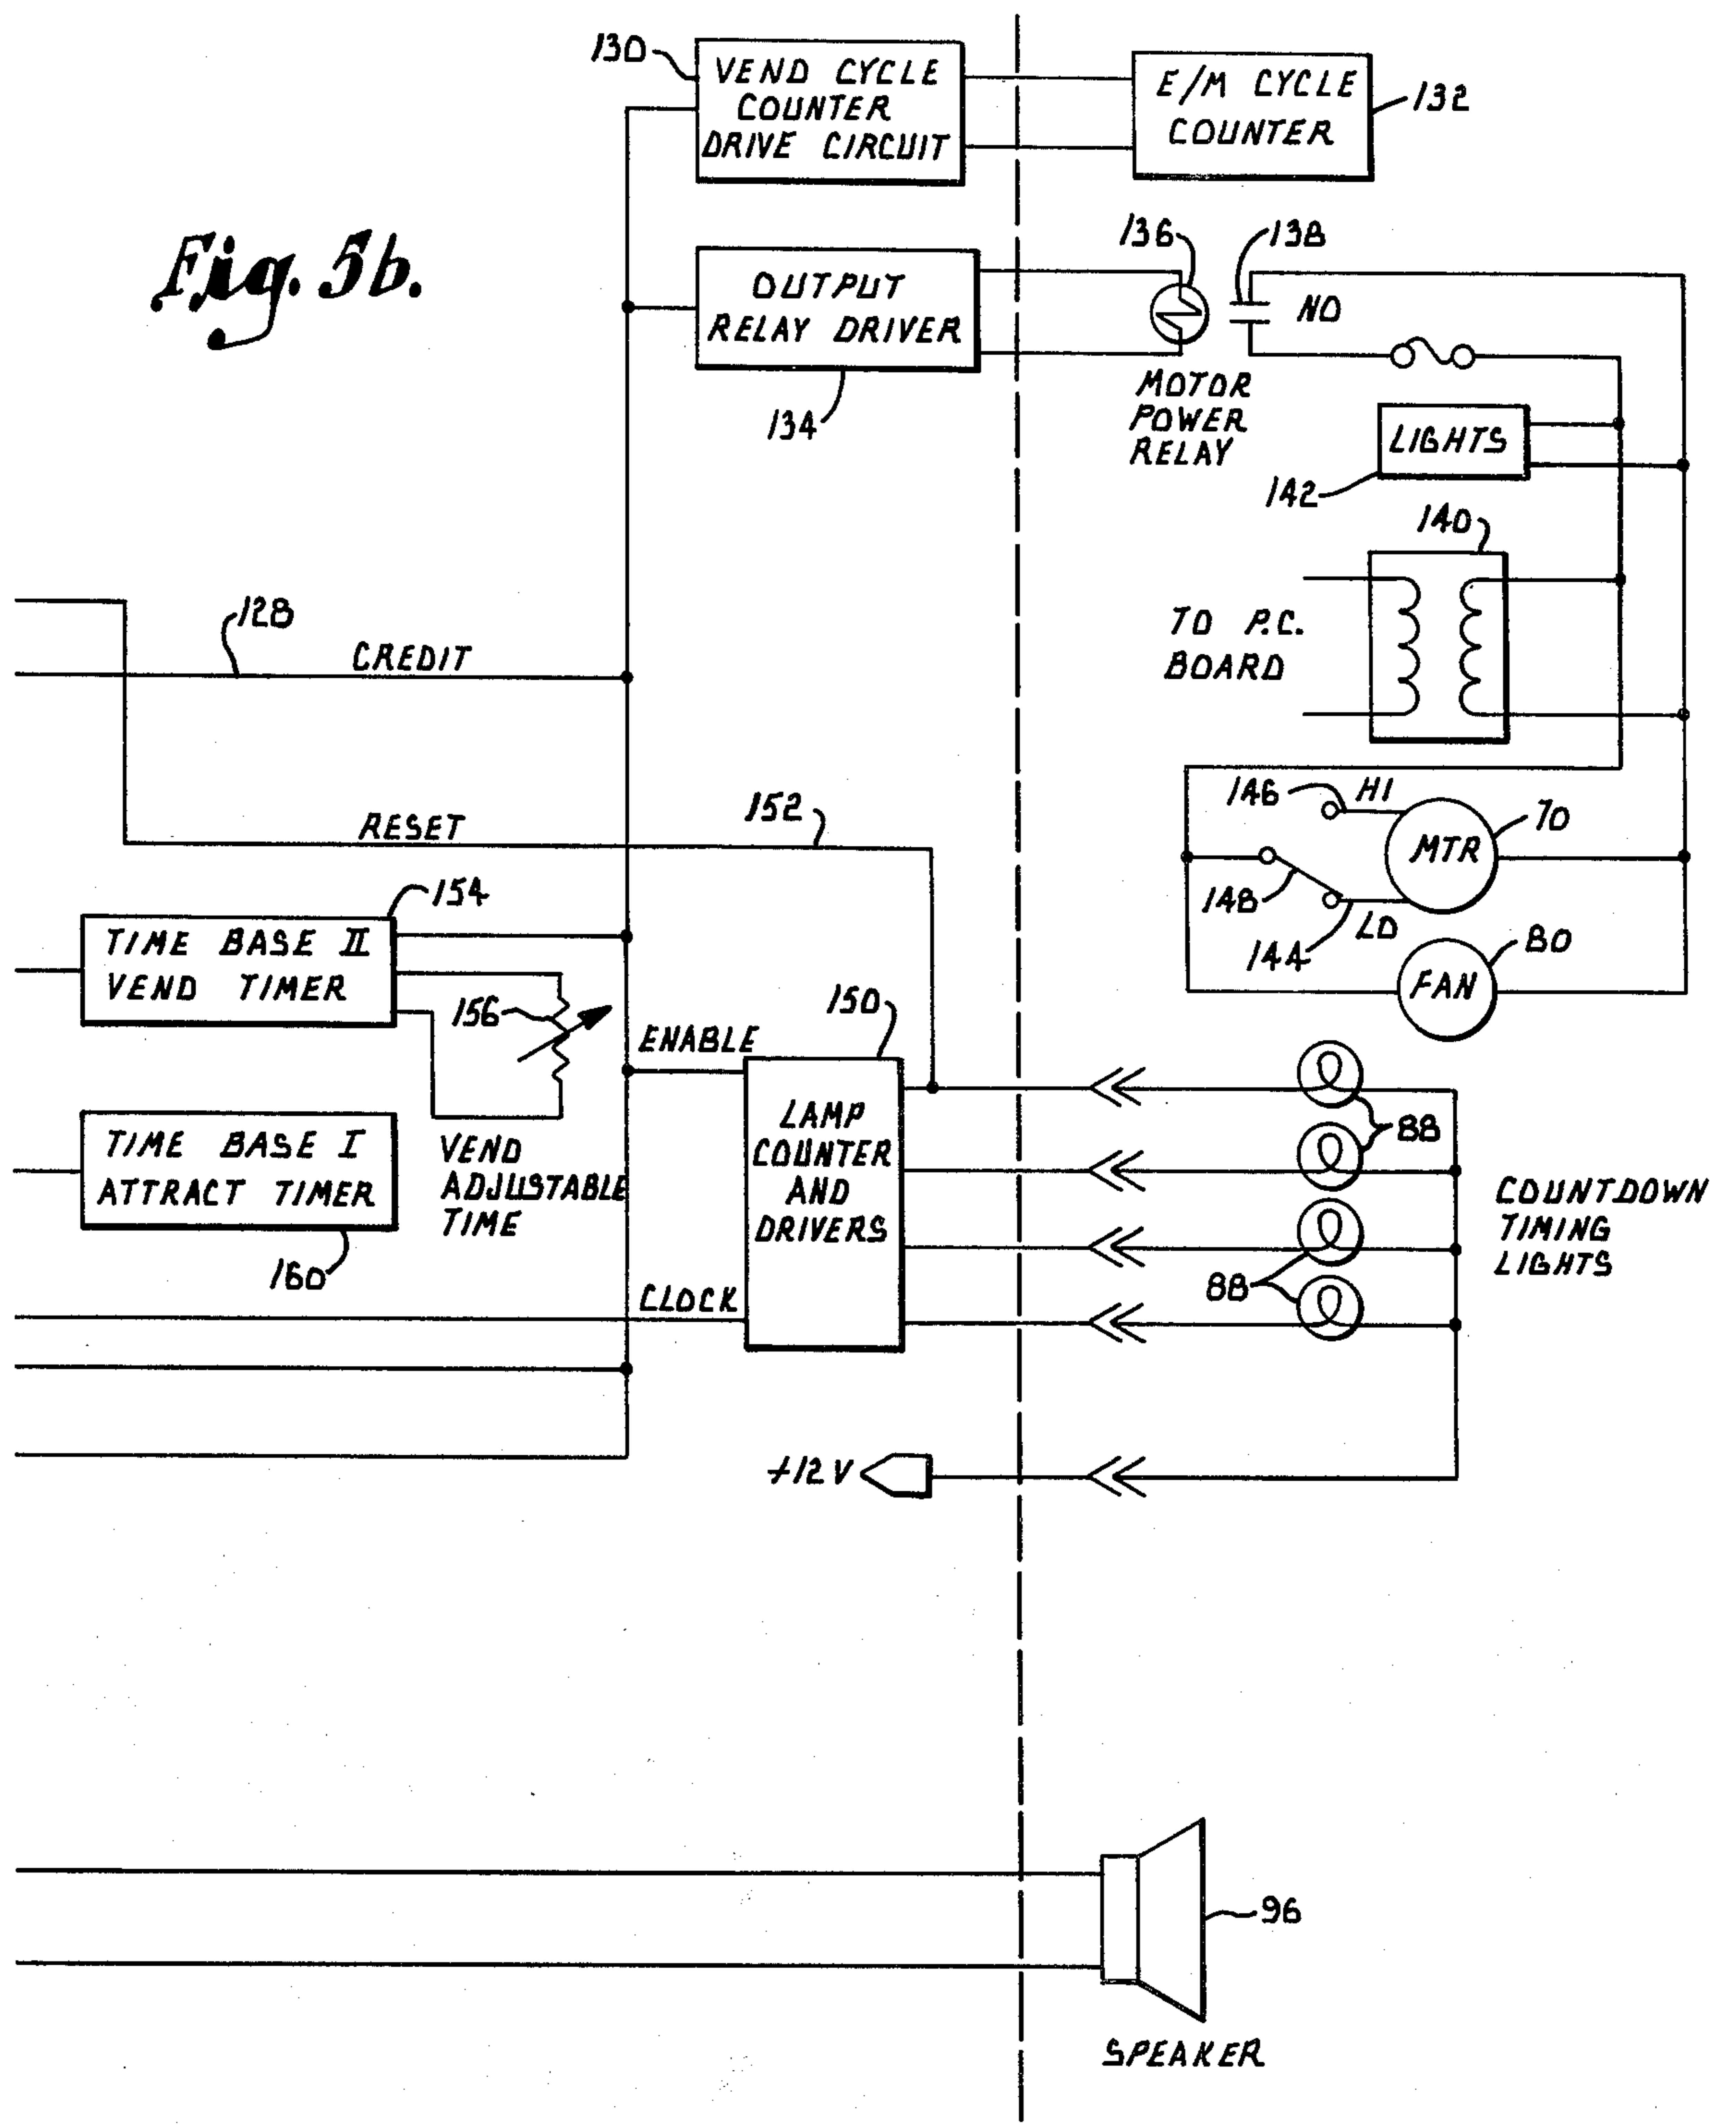 130
VEND CYCLE
COUNTER
DRIVE CIRCUIT
E/M CYCLE
COUNTER
132
Fig. 5b.
OUTPUT
RELAY DRIVER
134
136
138
NO
MOTOR
POWER
RELAY
LIGHTS
142
140
TO P.C.
BOARD
128
CREDIT
RESET
152
146
HI
MTR
70
148
144
LO
FAN
80
154
TIME BASE II
VEND TIMER
156
VEND
ADJUSTABLE
TIME
TIME BASE I
ATTRACT TIMER
160
ENABLE
150
LAMP
COUNTER
AND
DRIVERS
CLOCK
88
88
COUNTDOWN
TIMING
LIGHTS
+12V
96
SPEAKER